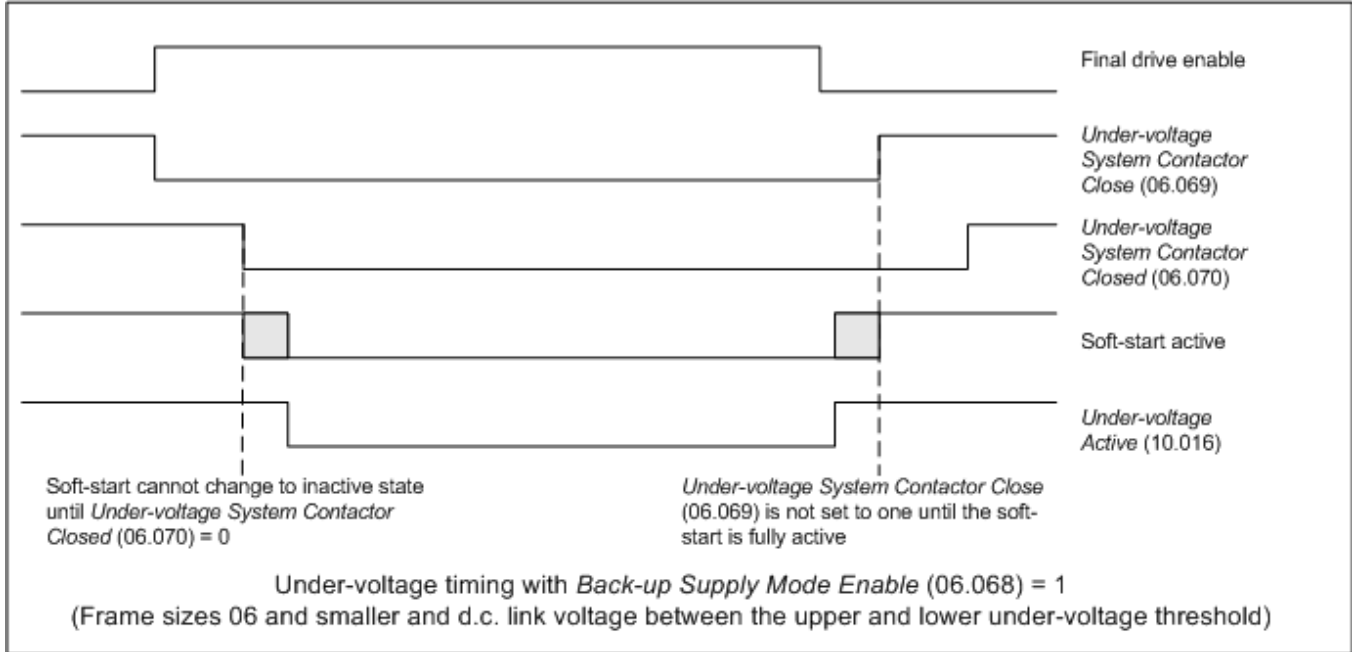 Final drive enable
Under-voltage
System Contactor
Close (06.069)
Under-voltage
System Contactor
Closed (06.070)
Soft-start active
Under-voltage
Active (10.016)
Soft-start cannot change to inactive state
until Under-voltage System Contactor
Closed (06.070) = 0
Under-voltage System Contactor Close
(06.069) is not set to one until the soft-
start is fully active
Under-voltage timing with Back-up Supply Mode Enable (06.068) = 1
(Frame sizes 06 and smaller and d.c. link voltage between the upper and lower under-voltage threshold)